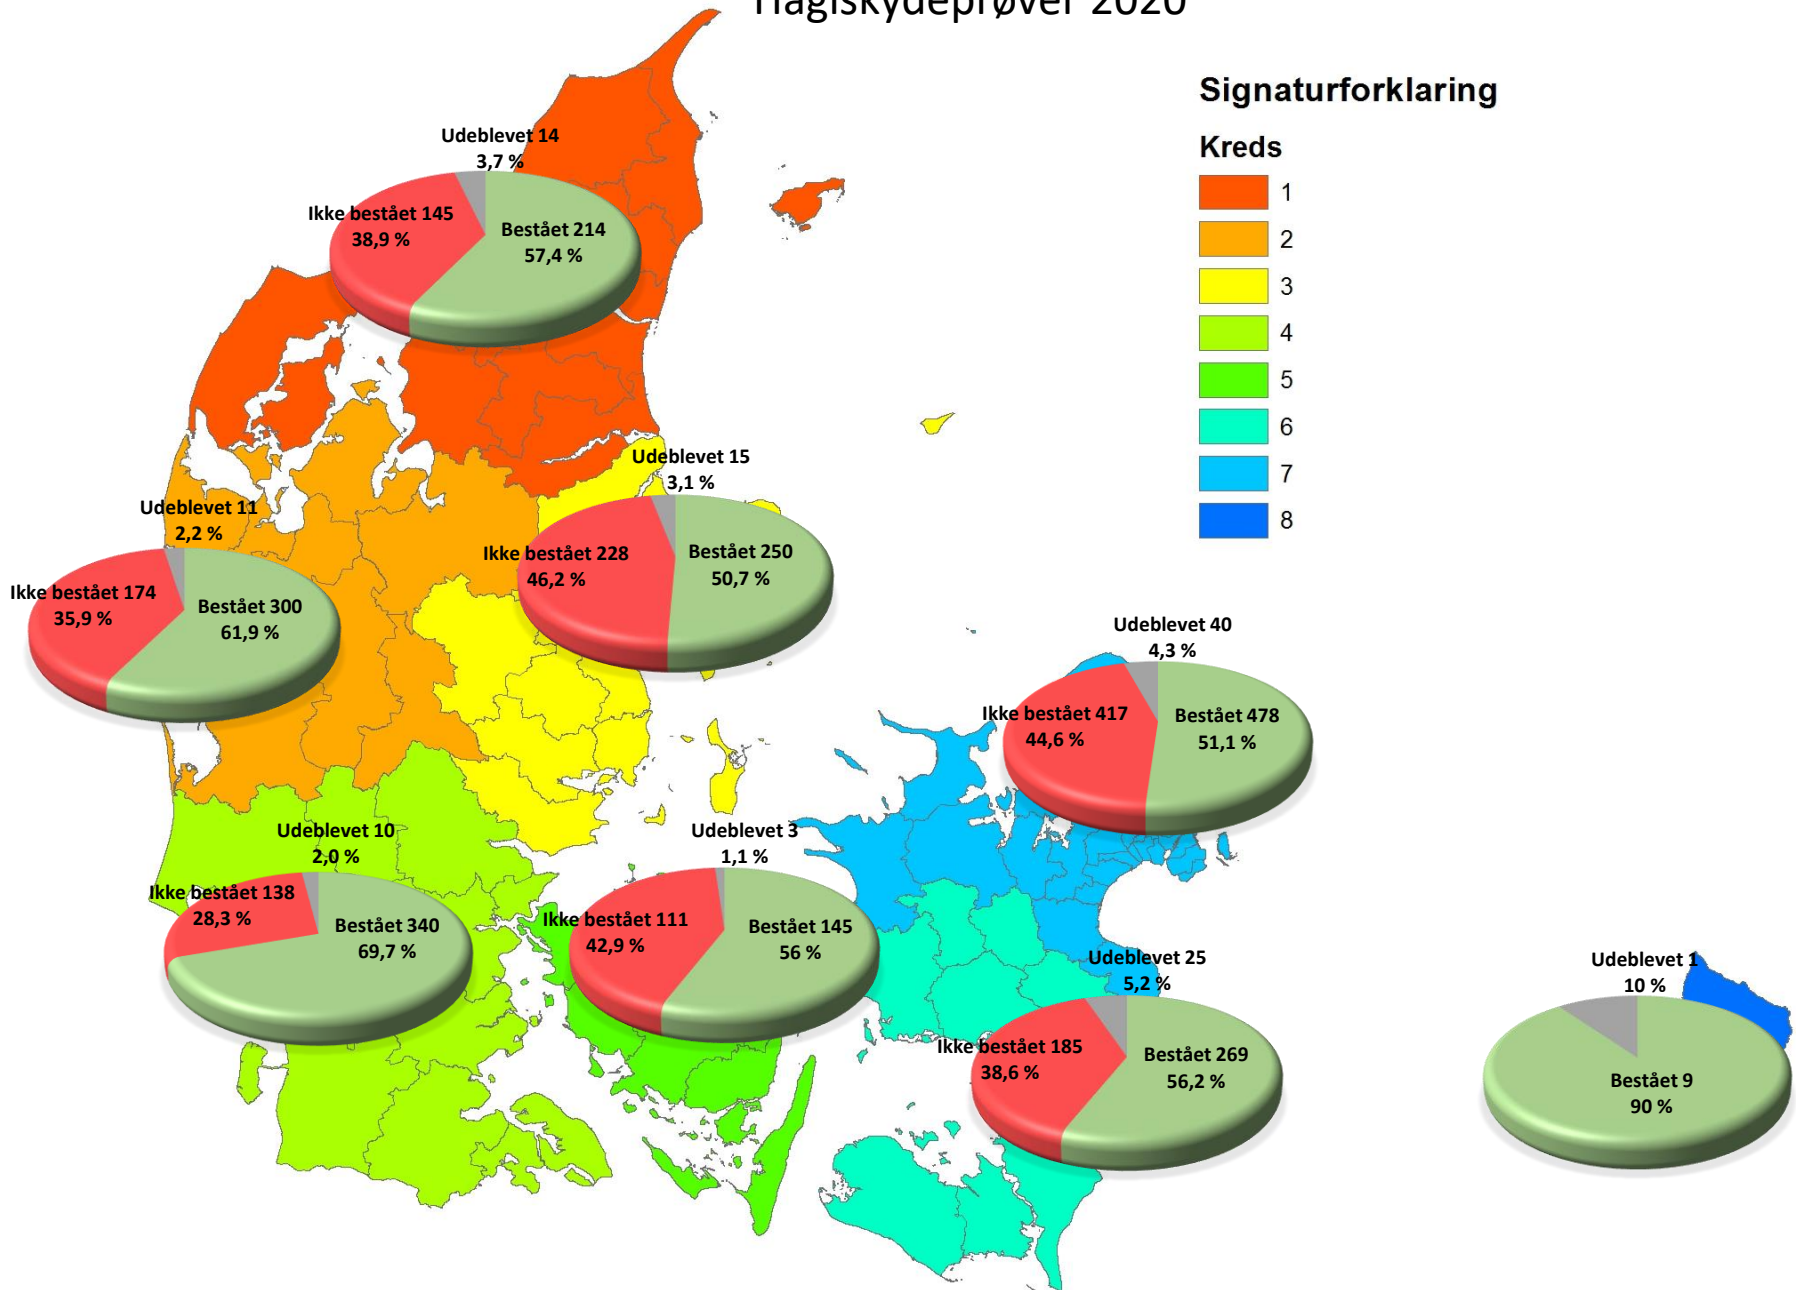 Haglskydeprøver 2020
Signaturforklaring
Kreds
1
2
3
4
5
6
7
8
Udeblevet 14
3,7 %
Ikke bestået 145
38,9 %
Bestået 214
57,4 %
Udeblevet 15
3,1 %
Ikke bestået 228
46,2 %
Bestået 250
50,7 %
Udeblevet 11
2,2 %
Ikke bestået 174
35,9 %
Bestået 300
61,9 %
Udeblevet 40
4,3 %
Ikke bestået 417
44,6 %
Bestået 478
51,1 %
Udeblevet 10
2,0 %
Ikke bestået 138
28,3 %
Bestået 340
69,7 %
Udeblevet 3
1,1 %
Ikke bestået 111
42,9 %
Bestået 145
56 %
Udeblevet 25
5,2 %
Ikke bestået 185
38,6 %
Bestået 269
56,2 %
Udeblevet 1
10 %
Bestået 9
90 %